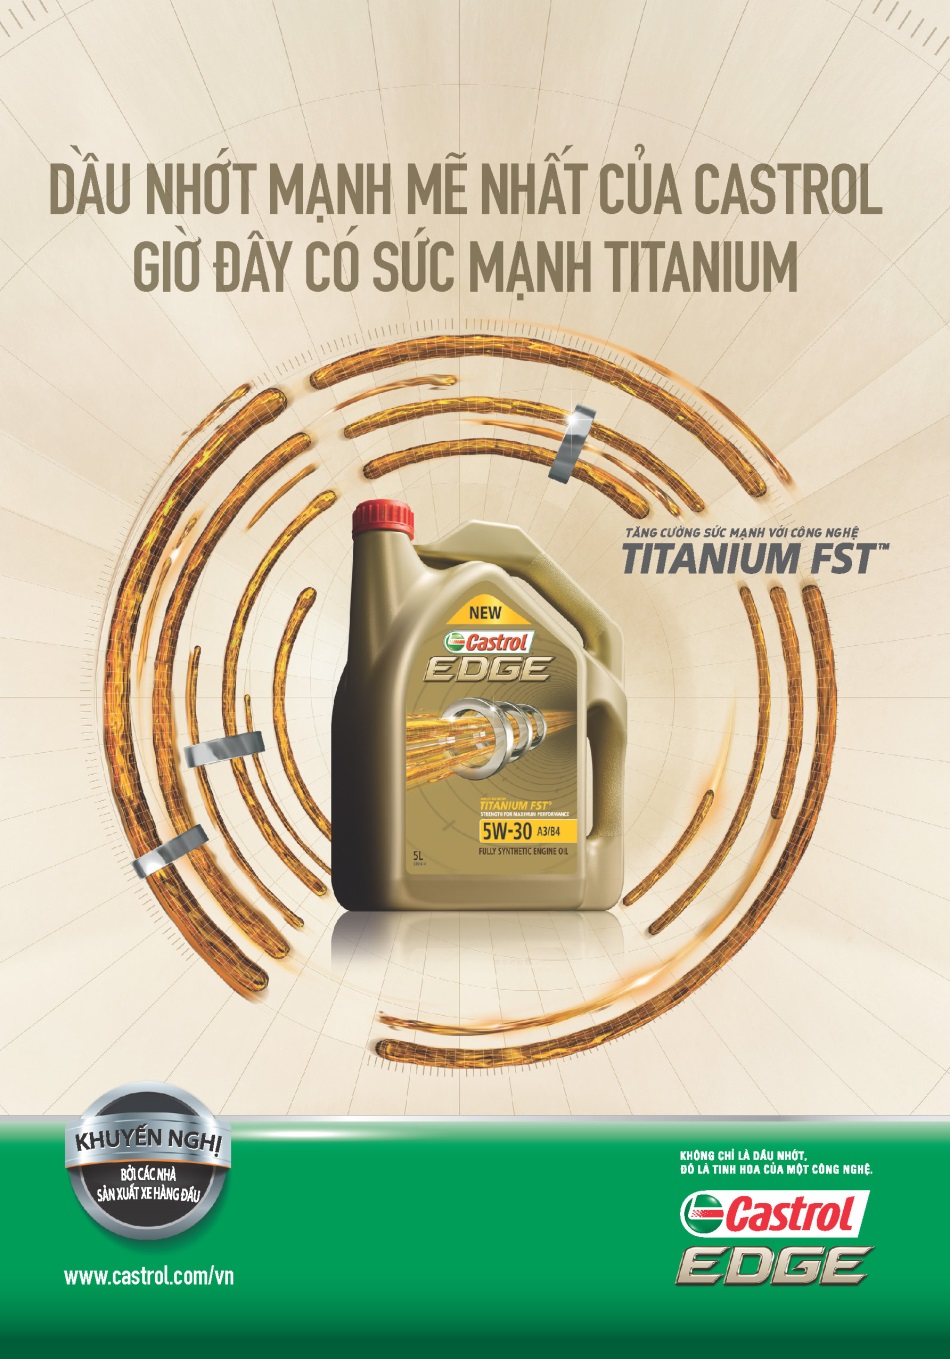 DẦU NHỚT MẠNH MẼ NHẤT CỦA CASTROL
GIỜ ĐÂY CÓ SỨC MẠNH TITANIUM
TĂNG CƯỜNG SỨC MẠNH VỚI CÔNG NGHỆ
TITANIUM FST™
NEW
Castrol
EDGE
TITANIUM FST™
STRENGTH FOR MAXIMUM PERFORMANCE
5W-30 A3/B4
FULLY SYNTHETIC ENGINE OIL
5L
KHUYẾN NGHỊ
BỞI CÁC NHÀ
SẢN XUẤT XE HÀNG ĐẦU
www.castrol.com/vn
KHÔNG CHỈ LÀ DẦU NHỚT,
ĐÓ LÀ TINH HOA CỦA MỘT CÔNG NGHỆ.
Castrol
EDGE